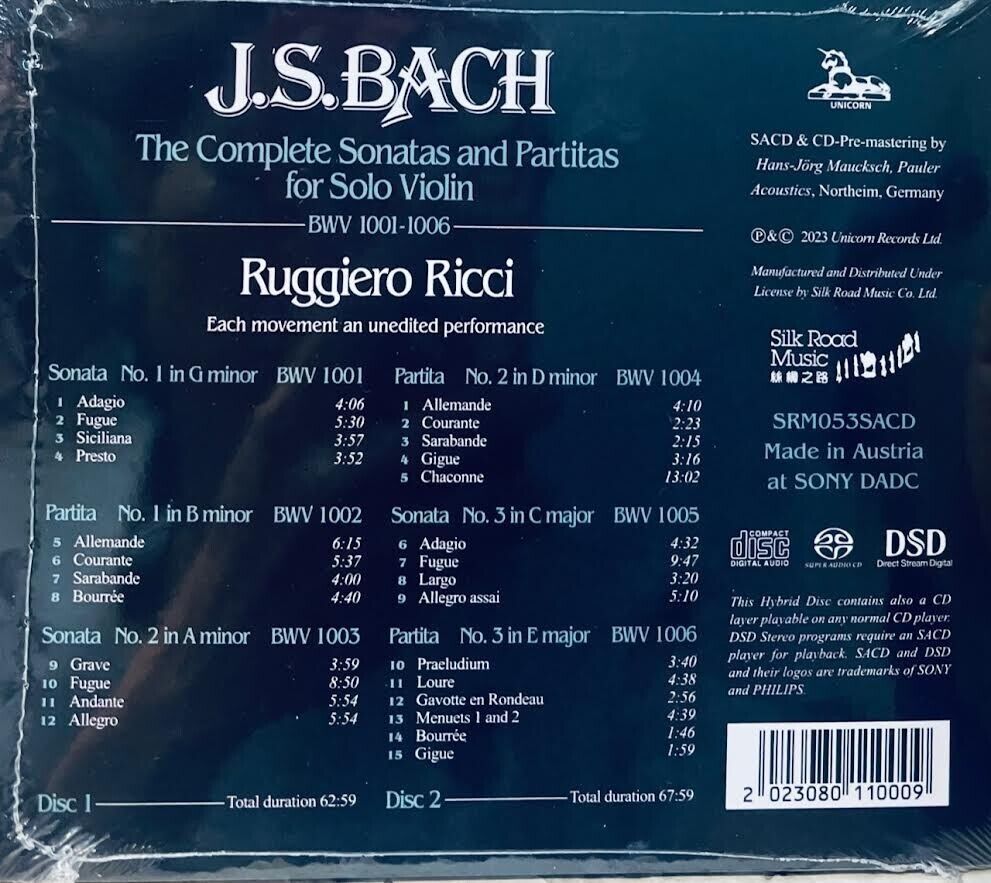 J.S.BACH
The Complete Sonatas and Partitas
for Solo Violin
BWV 1001-1006
Ruggiero Ricci
Each movement an unedited performance
Sonata No. 1 in G minor BWV 1001
1 Adagio 4:06
2 Fugue 5:30
3 Siciliana 3:57
4 Presto 3:52
Partita No. 1 in B minor BWV 1002
5 Allemande 6:15
6 Courante 5:37
7 Sarabande 4:00
8 Bourrée 4:40
Sonata No. 2 in A minor BWV 1003
9 Grave 3:59
10 Fugue 8:50
11 Andante 5:54
12 Allegro 5:54
Disc 1 Total duration 62:59
Partita No. 2 in D minor BWV 1004
1 Allemande 4:10
2 Courante 2:23
3 Sarabande 2:15
4 Gigue 3:16
5 Chaconne 13:02
Sonata No. 3 in C major BWV 1005
6 Adagio 4:32
7 Fugue 9:47
8 Largo 3:20
9 Allegro assai 5:10
Partita No. 3 in E major BWV 1006
10 Praeludium 3:40
11 Loure 4:38
12 Gavotte en Rondeau 2:56
13 Menuets 1 and 2 4:39
14 Bourrée 1:46
15 Gigue 1:59
Disc 2 Total duration 67:59
UNICORN
SACD & CD-Pre-mastering by
Hans-Jörg Maucksch, Pauler
Acoustics, Northeim, Germany
℗&© 2023 Unicorn Records Ltd.
Manufactured and Distributed Under
License by Silk Road Music Co. Ltd.
Silk Road
Music
絲綢之路
SRM053SACD
Made in Austria
at SONY DADC
COMPACT
disc
DIGITAL AUDIO
SUPER AUDIO CD
DSD
Direct Stream Digital
This Hybrid Disc contains also a CD
layer playable on any normal CD player.
DSD Stereo programs require an SACD
player for playback. SACD and DSD
and their logos are trademarks of SONY
and PHILIPS.
2 023080 110009